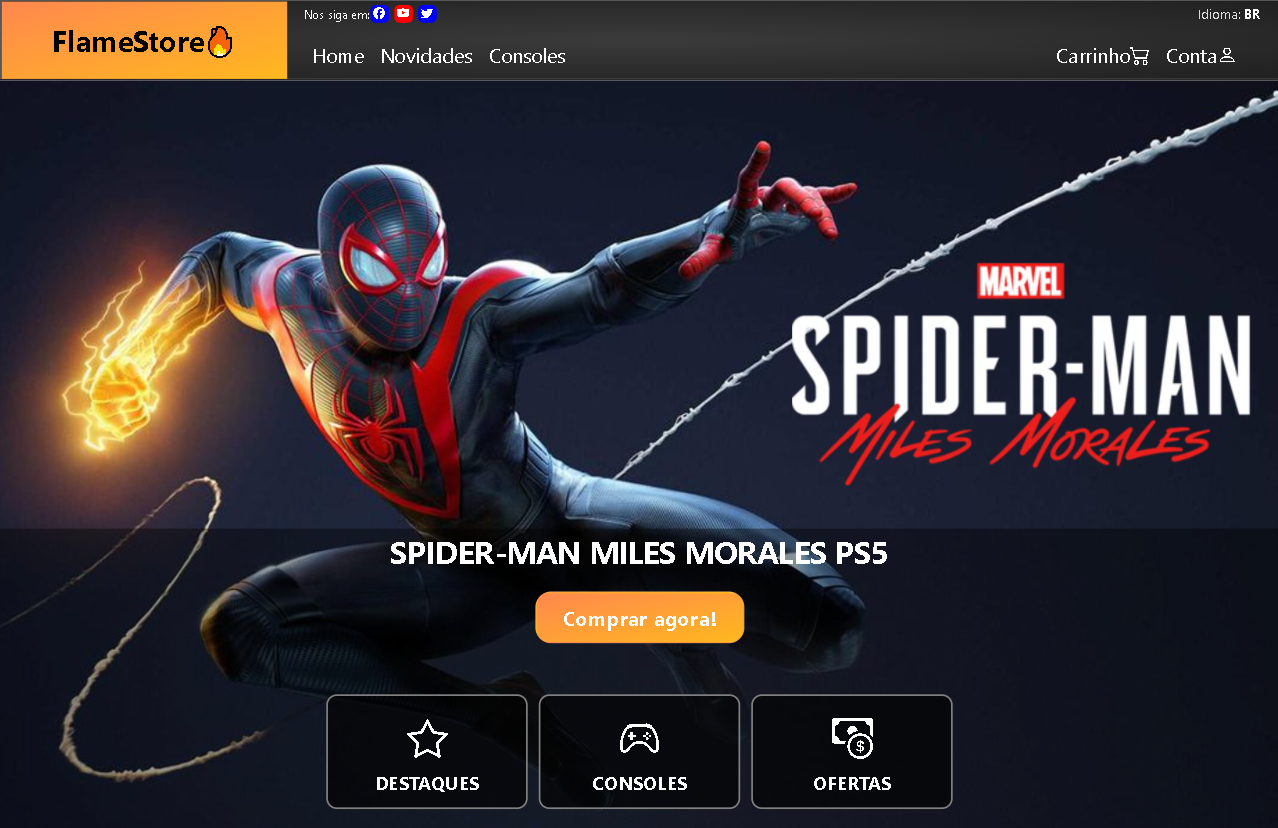 FlameStore
Nos siga em:
Idioma: BR
Home Novidades Consoles
Carrinho Conta
MARVEL
SPIDER-MAN
MILES MORALES
SPIDER-MAN MILES MORALES PS5
Comprar agora!
DESTAQUES
CONSOLES
$
OFERTAS